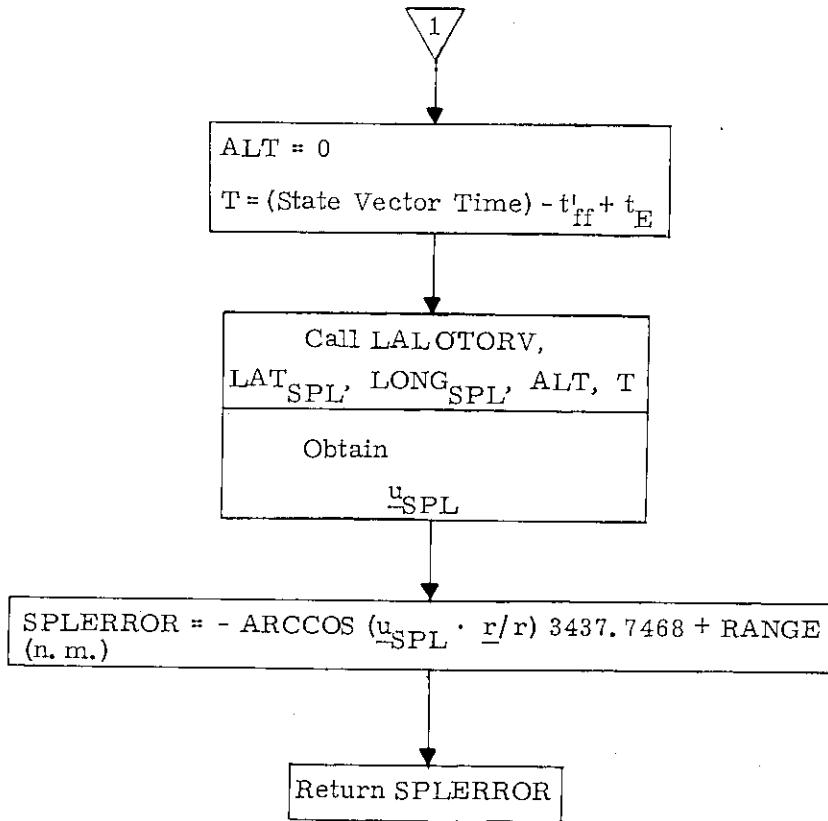 1
ALT = 0
T = (State Vector Time) - t'ff + tE
Call LALOTORV,
LATSPL, LONGSPL, ALT, T
Obtain
uSPL
SPLERROR = - ARCCOS (uSPL · r/r) 3437.7468 + RANGE
(n. m.)
Return SPLERROR